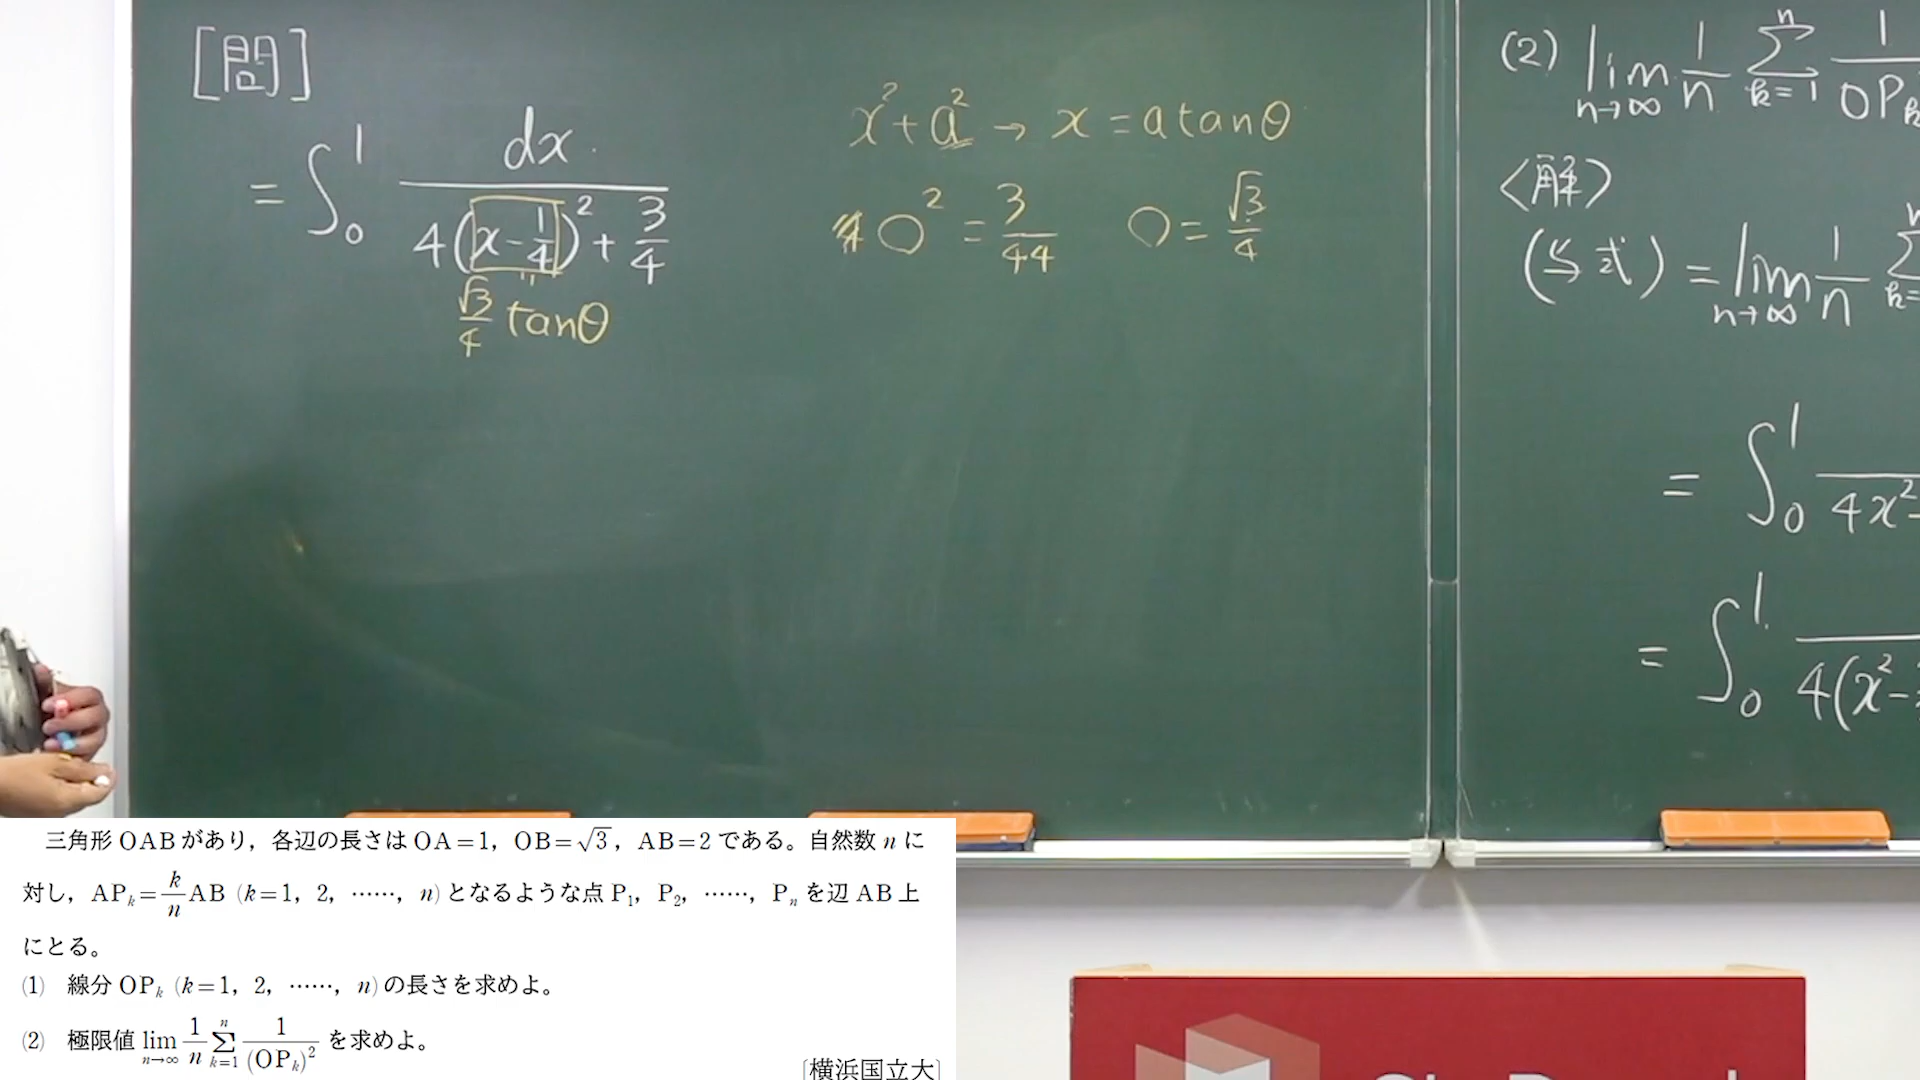 [問]
= ∫₀¹ dx / (4(x - 1/4)² + 3/4)
√3/4 tanθ
x² + a² → x = a tanθ
○² = 3/44  ○ = √3/4
(2) lim n→∞ 1/n Σ k=1 n 1/OPk
<解>
(与式) = lim n→∞ 1/n Σ
= ∫₀¹ 4x² -
= ∫₀¹ 4(x² -
三角形 OAB があり，各辺の長さは OA＝1，OB＝√3，AB＝2 である。自然数 n に
対し，APk＝k/n AB (k＝1，2，……，n) となるような点 P1，P2，……，Pn を辺 AB 上
にとる。
(1) 線分 OPk (k＝1，2，……，n) の長さを求めよ。
(2) 極限値 lim n→∞ 1/n Σ k=1 n 1/(OPk)² を求めよ。
[横浜国立大]